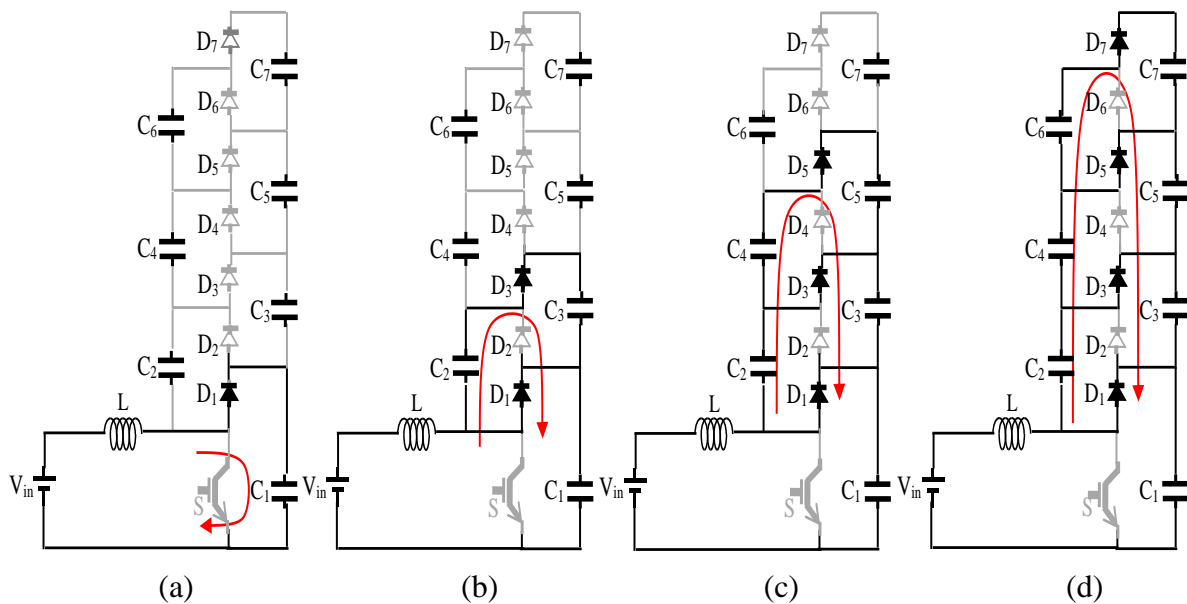 D₇
C₇
D₆
C₆
D₅
C₅
D₄
C₄
D₃
C₃
D₂
C₂
D₁
L
Vᵢₙ
S
C₁
(a)
D₇
C₇
D₆
C₆
D₅
C₅
D₄
C₄
D₃
C₃
D₂
C₂
D₁
L
Vᵢₙ
S
C₁
(b)
D₇
C₇
D₆
C₆
D₅
C₅
D₄
C₄
D₃
C₃
D₂
C₂
D₁
L
Vᵢₙ
S
C₁
(c)
D₇
C₇
D₆
C₆
D₅
C₅
D₄
C₄
D₃
C₃
D₂
C₂
D₁
L
Vᵢₙ
S
C₁
(d)